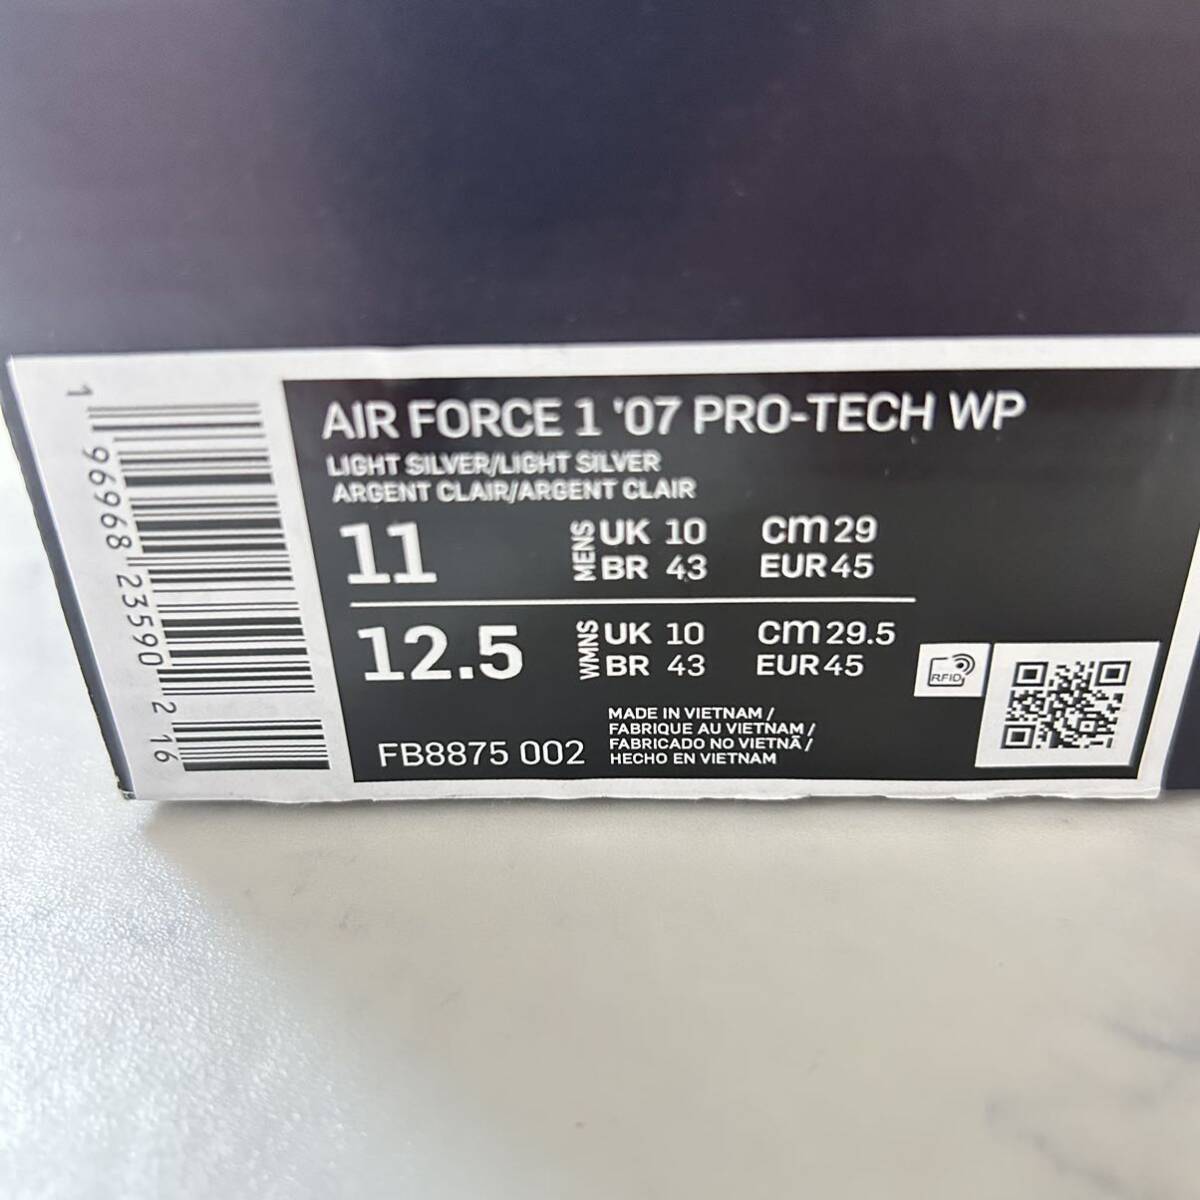 AIR FORCE 1 '07 PRO-TECH WP
LIGHT SILVER/LIGHT SILVER
ARGENT CLAIR/ARGENT CLAIR
11 MENS UK 10 cm 29
BR 43 EUR 45
12.5 WMNS UK 10 cm 29.5
BR 43 EUR 45
RFID
FB8875 002
MADE IN VIETNAM /
FABRIQUE AU VIETNAM /
FABRICADO NO VIETNÃ /
HECHO EN VIETNAM
1 96968 23590 2 16